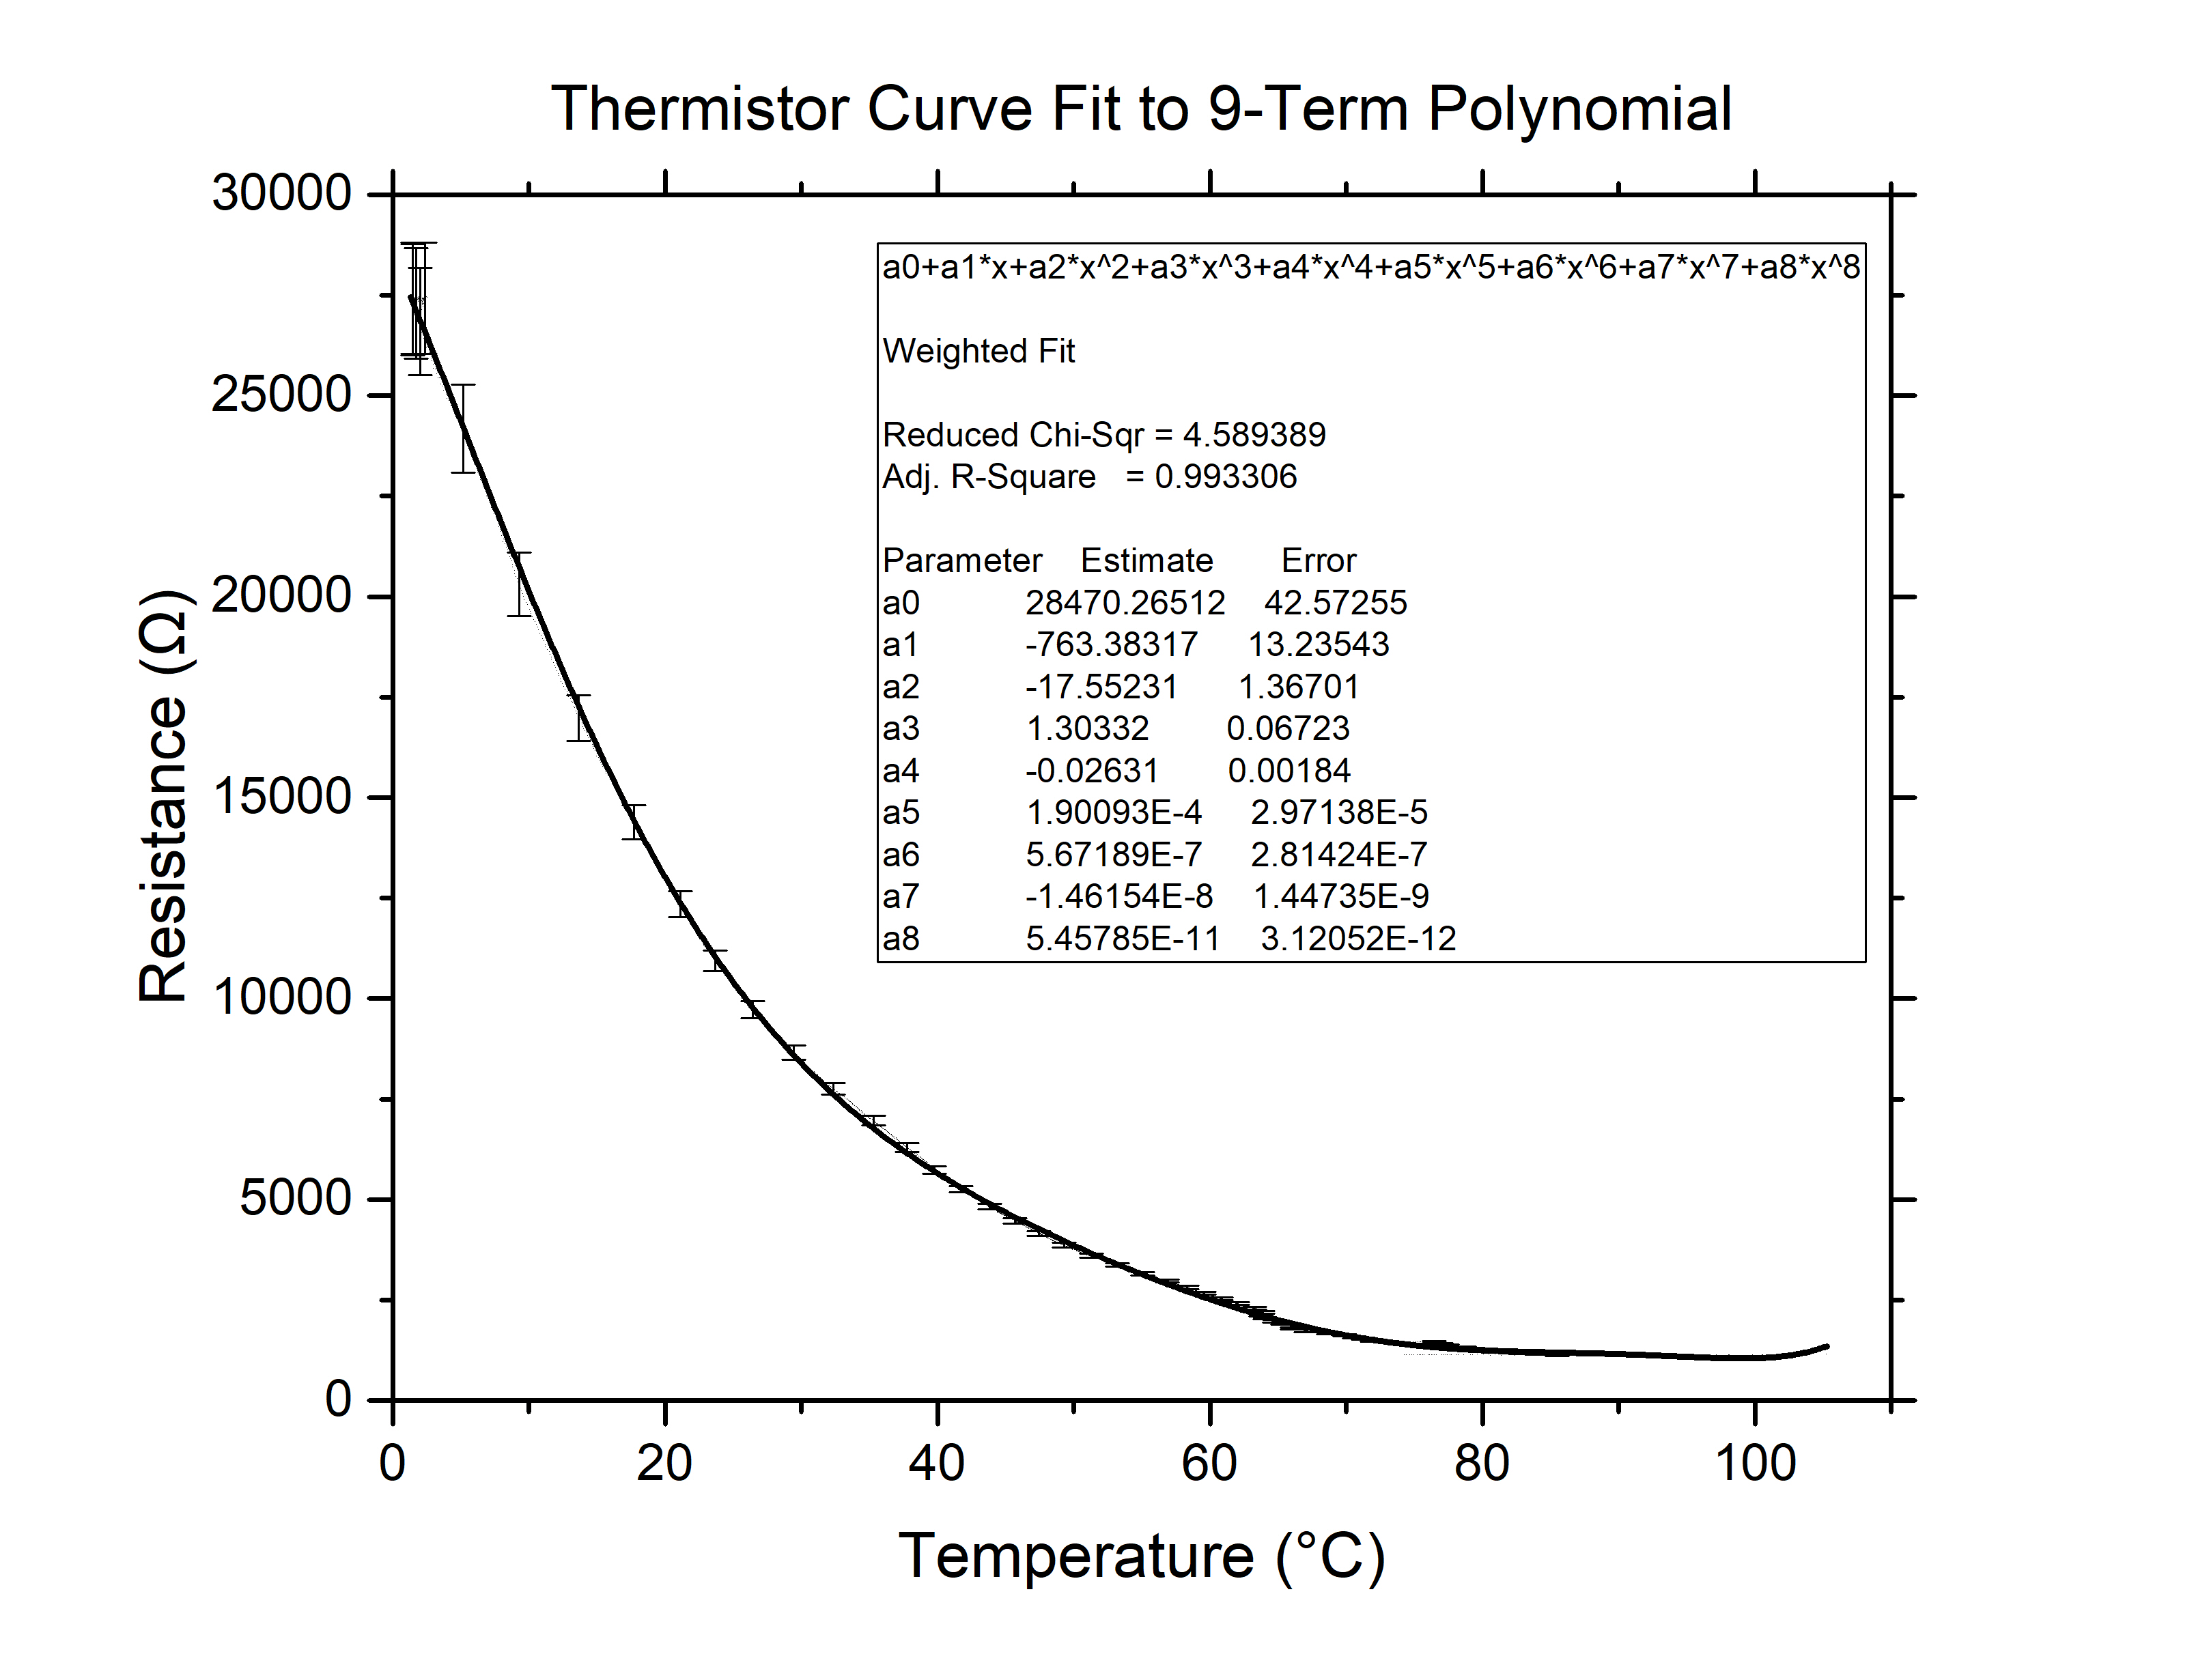 Thermistor Curve Fit to 9-Term Polynomial
30000
25000
20000
15000
10000
5000
0
Resistance (Ω)
a0+a1*x+a2*x^2+a3*x^3+a4*x^4+a5*x^5+a6*x^6+a7*x^7+a8*x^8
Weighted Fit
Reduced Chi-Sqr = 4.589389
Adj. R-Square = 0.993306
Parameter Estimate Error
a0 28470.26512 42.57255
a1 -763.38317 13.23543
a2 -17.55231 1.36701
a3 1.30332 0.06723
a4 -0.02631 0.00184
a5 1.90093E-4 2.97138E-5
a6 5.67189E-7 2.81424E-7
a7 -1.46154E-8 1.44735E-9
a8 5.45785E-11 3.12052E-12
0 20 40 60 80 100
Temperature (°C)